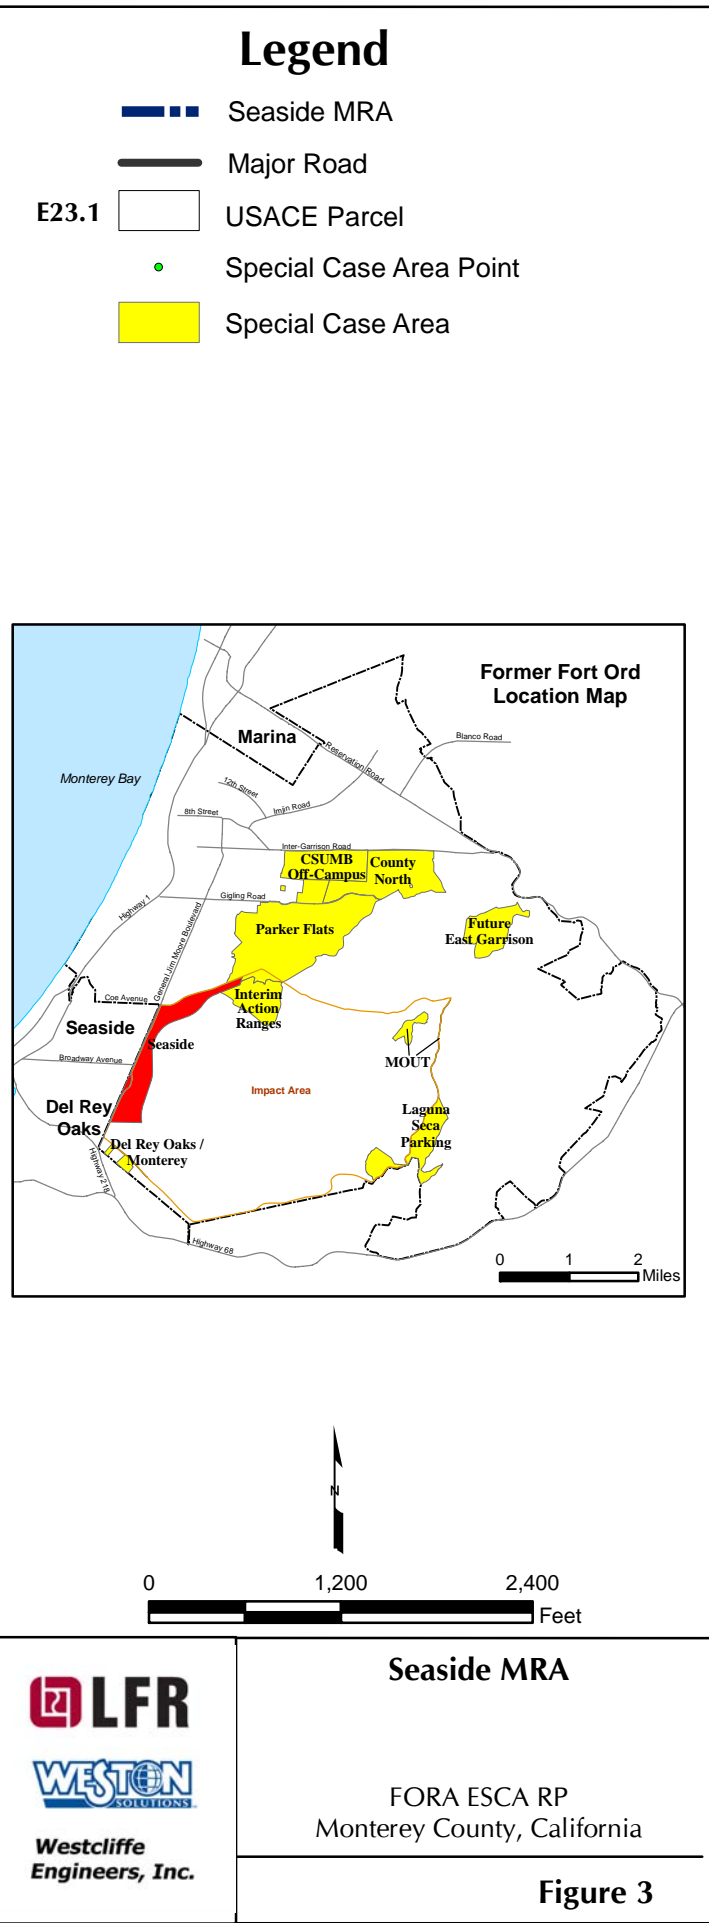 Legend
Seaside MRA
Major Road
E23.1
USACE Parcel
Special Case Area Point
Special Case Area
Former Fort Ord
Location Map
Marina
Blanco Road
Reservation Road
Monterey Bay
12th Street
Imjin Road
8th Street
Inter-Garrison Road
CSUMB
Off-Campus
County
North
Gigling Road
Highway 1
General Jim Moore Boulevard
Parker Flats
Future
East Garrison
Coe Avenue
Interim
Action
Ranges
Seaside
Seaside
Broadway Avenue
MOUT
Impact Area
Del Rey
Oaks
Laguna
Seca
Parking
Del Rey Oaks /
Monterey
Highway 218
Highway 68
0 1 2
Miles
N
0 1,200 2,400
Feet
LFR
WESTON
SOLUTIONS
Westcliffe
Engineers, Inc.
Seaside MRA
FORA ESCA RP
Monterey County, California
Figure 3